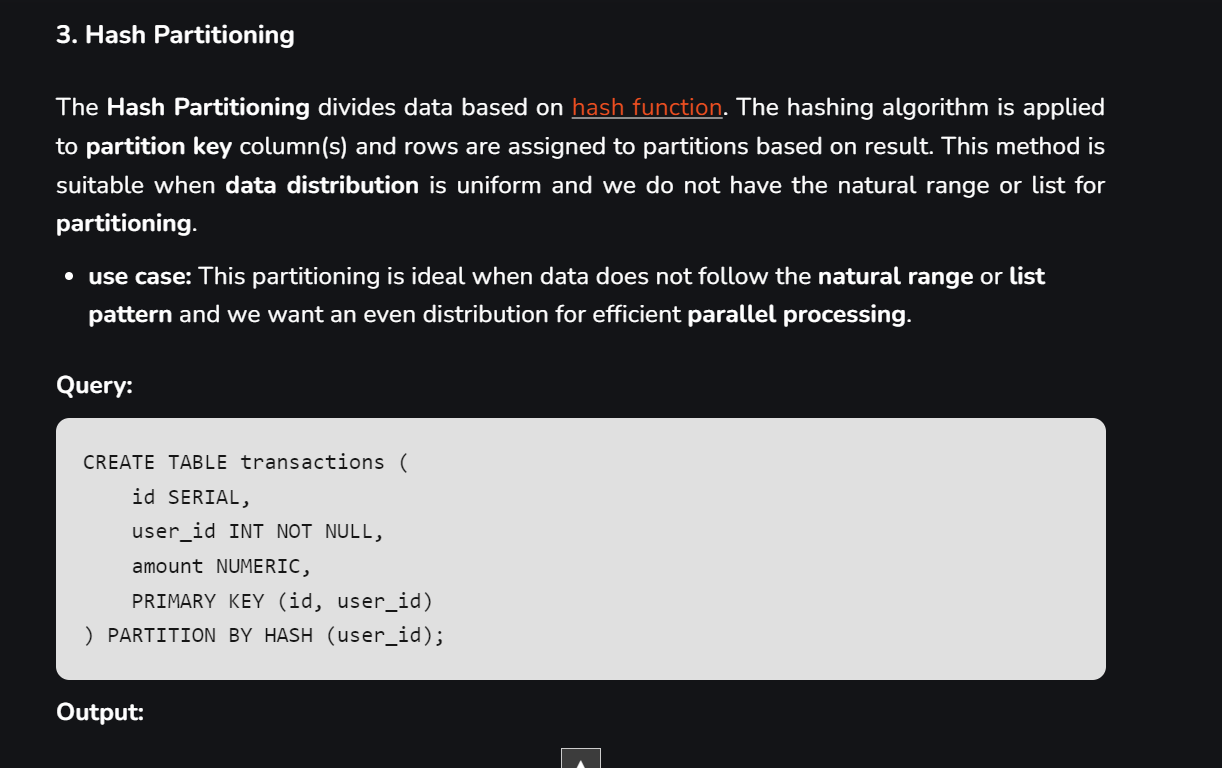 3. Hash Partitioning
The Hash Partitioning divides data based on hash function. The hashing algorithm is applied
to partition key column(s) and rows are assigned to partitions based on result. This method is
suitable when data distribution is uniform and we do not have the natural range or list for
partitioning.
• use case: This partitioning is ideal when data does not follow the natural range or list
pattern and we want an even distribution for efficient parallel processing.
Query:
CREATE TABLE transactions (
    id SERIAL,
    user_id INT NOT NULL,
    amount NUMERIC,
    PRIMARY KEY (id, user_id)
) PARTITION BY HASH (user_id);
Output: